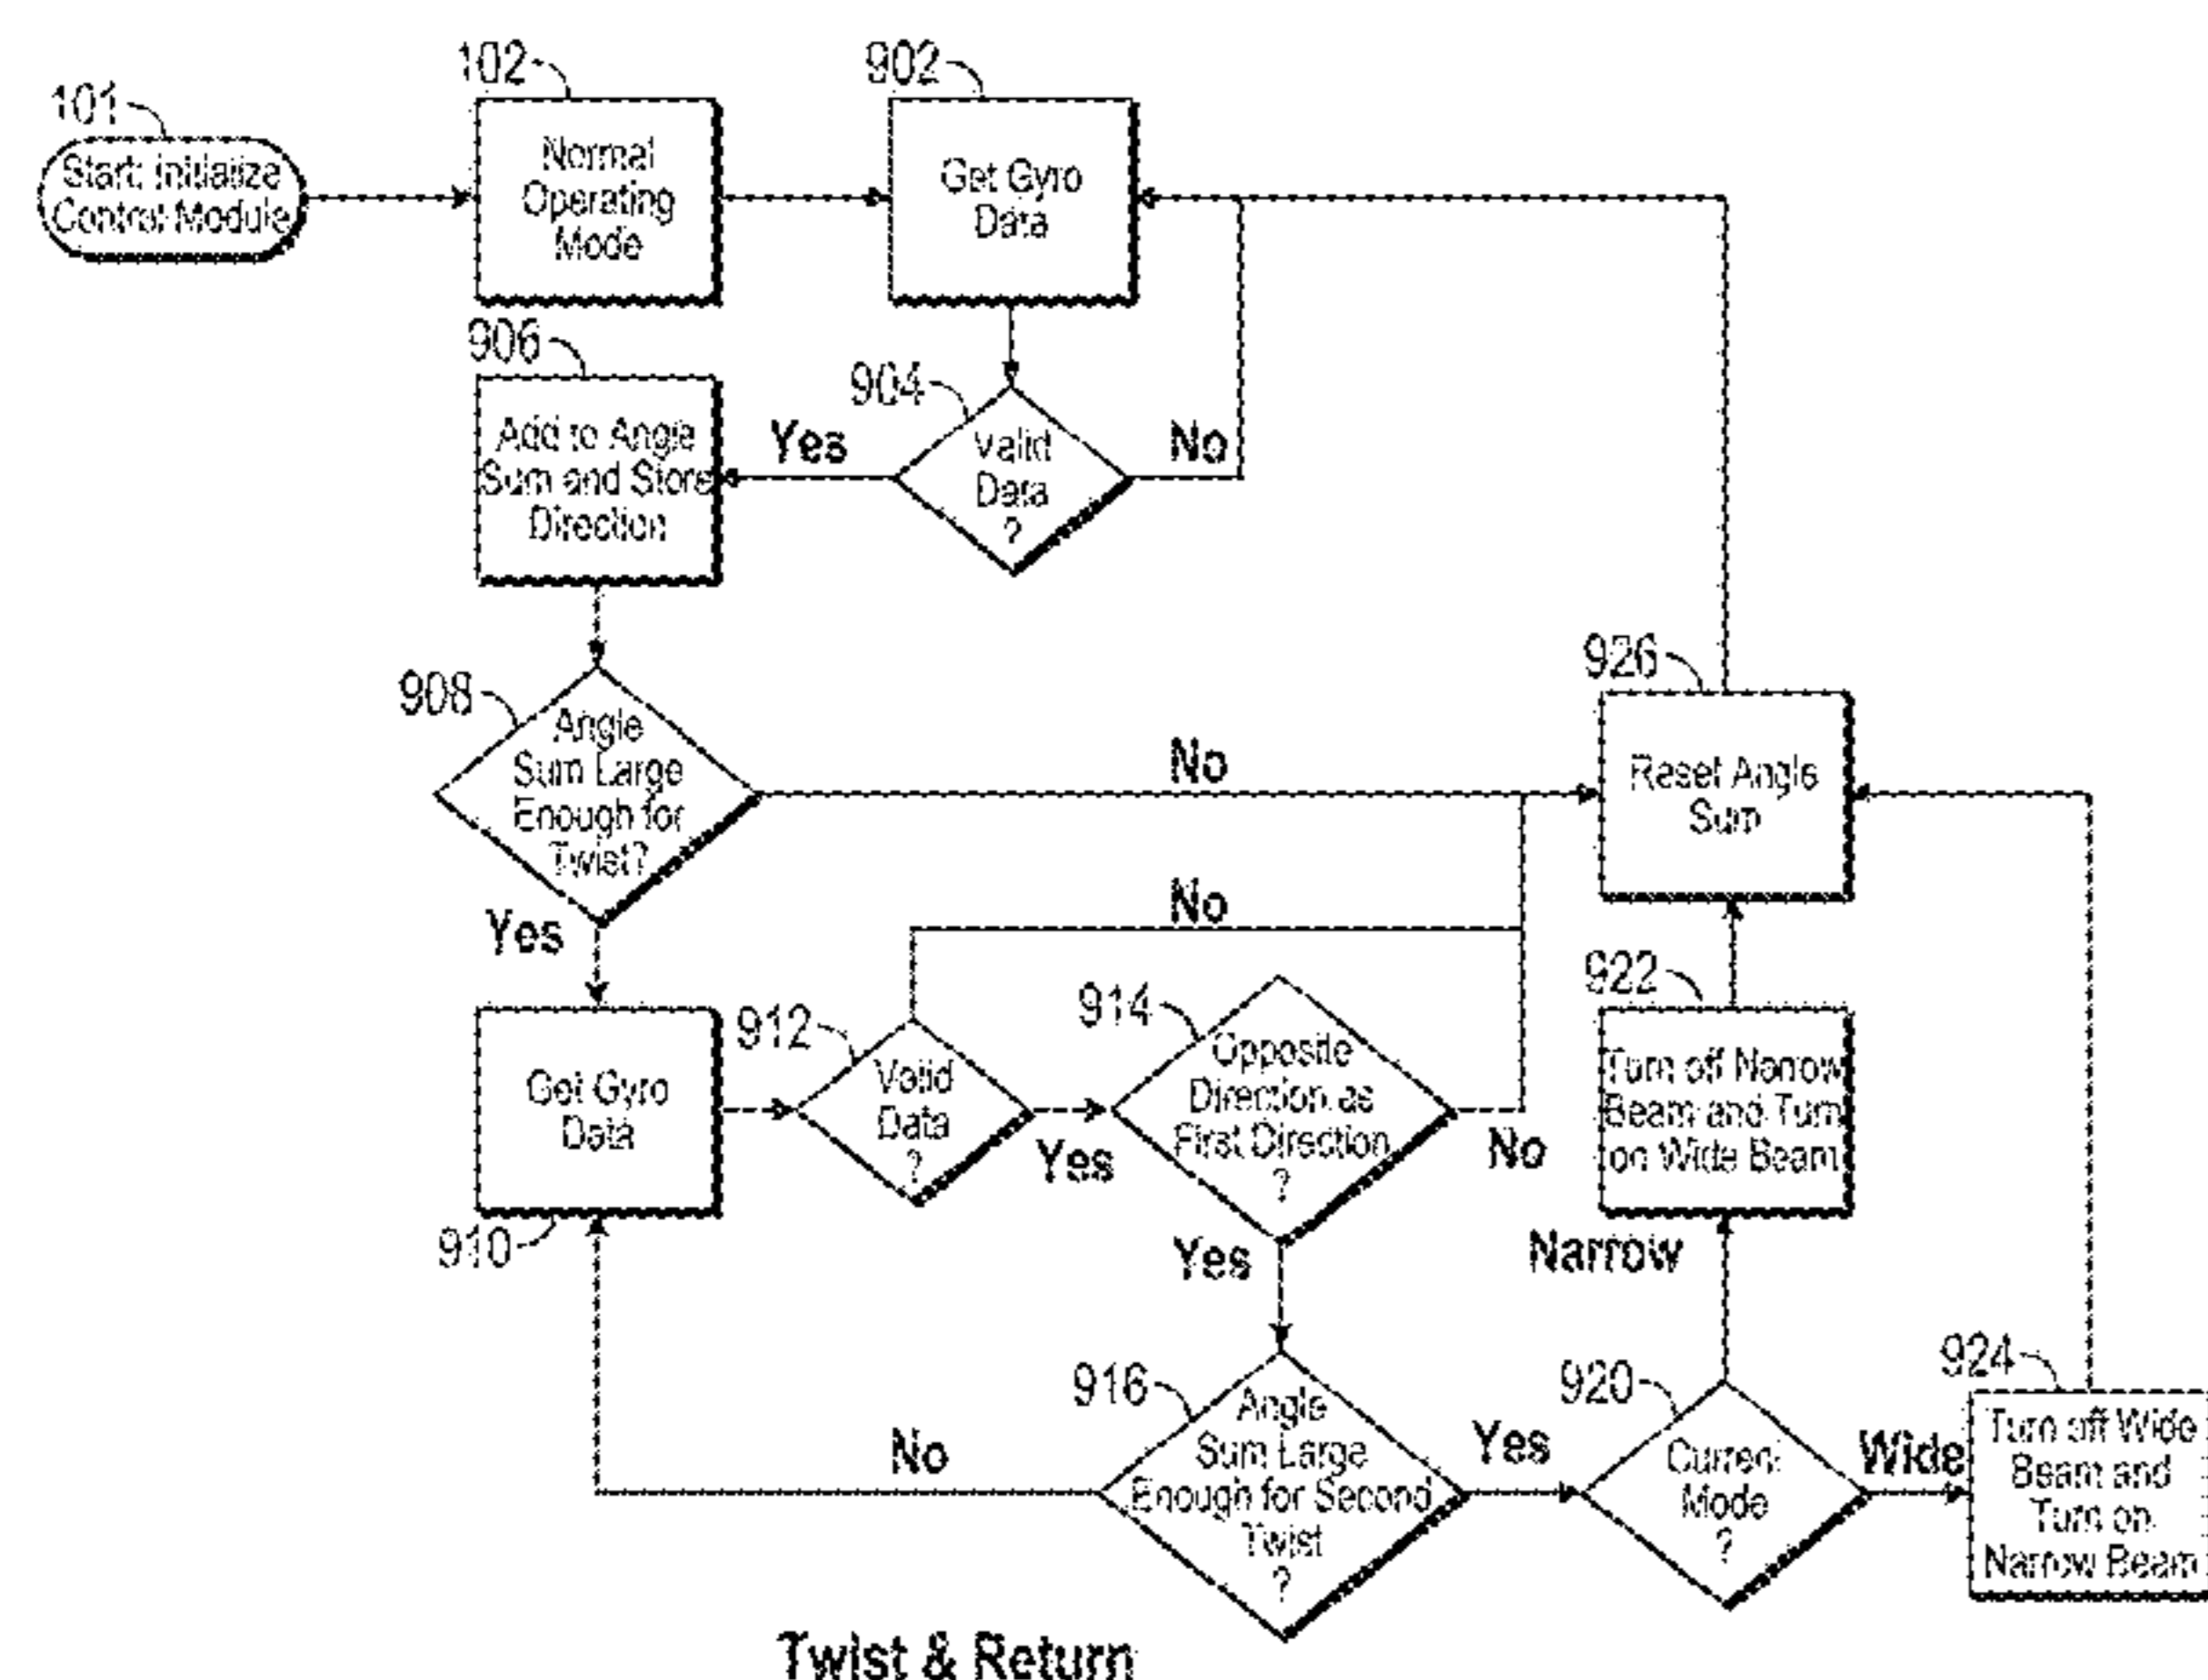 101
Start: Initialize
Control Module
102
Normal
Operating
Mode
902
Get Gyro
Data
904
Valid
Data
?
Yes
No
906
Add to Angle
Sum and Store
Direction
908
Angle
Sum Large
Enough for
Twist?
No
Yes
926
Reset Angle
Sum
910
Get Gyro
Data
912
Valid
Data
?
No
Yes
914
Opposite
Direction as
First Direction
?
No
Yes
922
Turn off Narrow
Beam and Turn
on Wide Beam
Narrow
916
Angle
Sum Large
Enough for Second
Twist
?
No
Yes
920
Current
Mode
?
Wide
924
Turn off Wide
Beam and
Turn on
Narrow Beam
Twist & Return